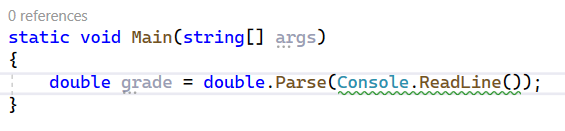 0 references
static void Main(string[] args)
{
    double grade = double.Parse(Console.ReadLine());
}